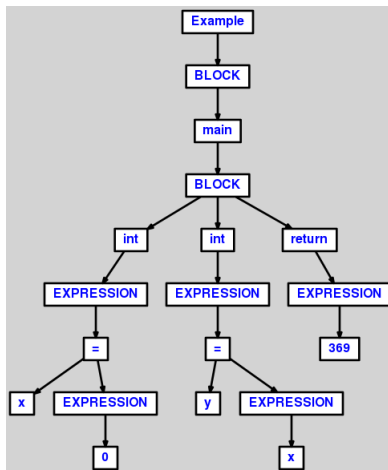 Example
BLOCK
main
BLOCK
int int return
EXPRESSION EXPRESSION EXPRESSION
= = 369
x EXPRESSION y EXPRESSION
0 x